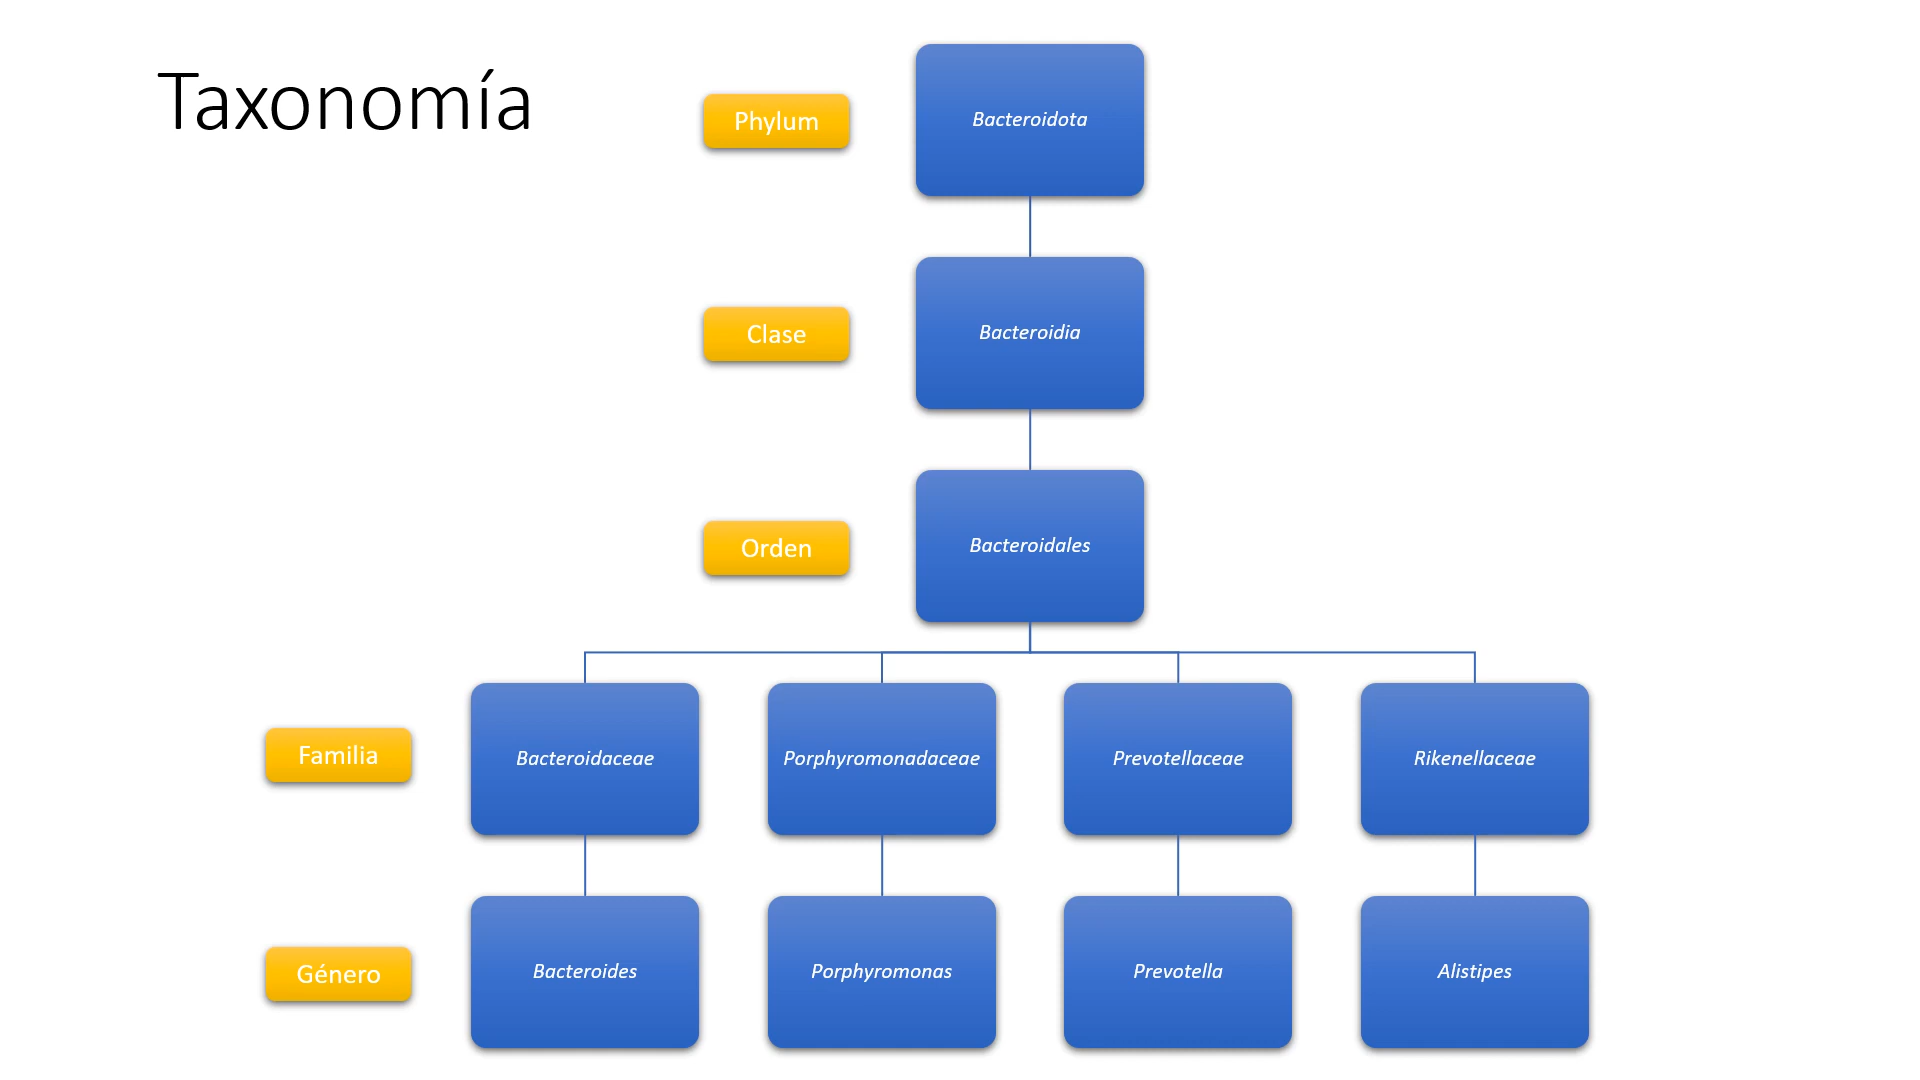 Taxonomía
Phylum
Bacteroidota
Clase
Bacteroidia
Orden
Bacteroidales
Familia
Bacteroidaceae
Porphyromonadaceae
Prevotellaceae
Rikenellaceae
Género
Bacteroides
Porphyromonas
Prevotella
Alistipes